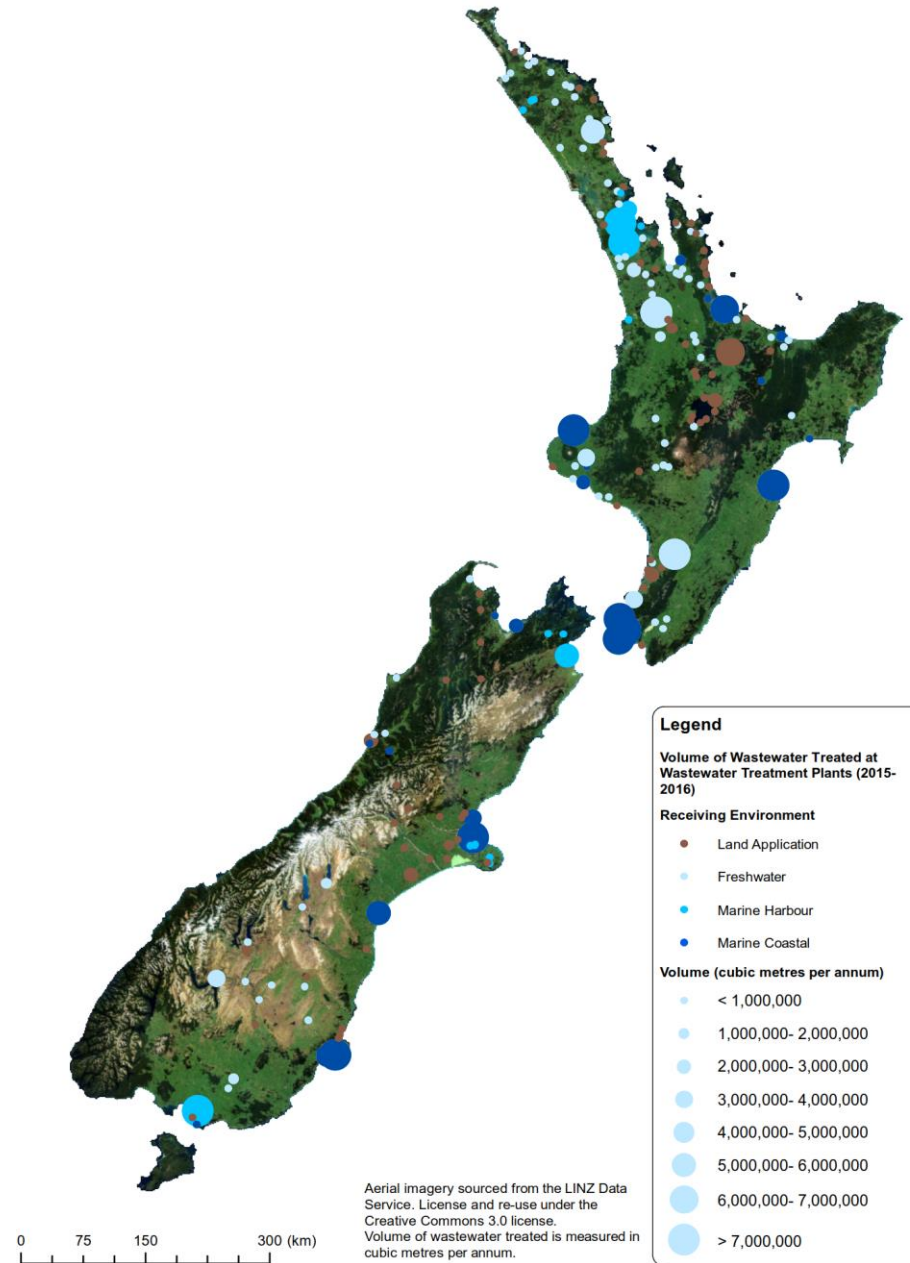 Legend
Volume of Wastewater Treated at
Wastewater Treatment Plants (2015-
2016)
Receiving Environment
Land Application
Freshwater
Marine Harbour
Marine Coastal
Volume (cubic metres per annum)
< 1,000,000
1,000,000- 2,000,000
2,000,000- 3,000,000
3,000,000- 4,000,000
4,000,000- 5,000,000
5,000,000- 6,000,000
6,000,000- 7,000,000
> 7,000,000
Aerial imagery sourced from the LINZ Data
Service. License and re-use under the
Creative Commons 3.0 license.
Volume of wastewater treated is measured in
cubic metres per annum.
0 75 150 300 (km)